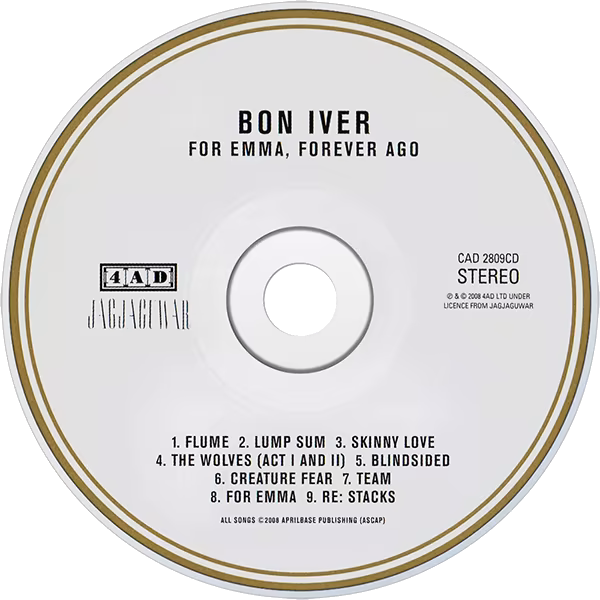 BON IVER
FOR EMMA, FOREVER AGO
4AD
JAGJAGUWAR
CAD 2809CD
STEREO
℗ & © 2008 4AD LTD UNDER
LICENCE FROM JAGJAGUWAR
1. FLUME 2. LUMP SUM 3. SKINNY LOVE
4. THE WOLVES (ACT I AND II) 5. BLINDSIDED
6. CREATURE FEAR 7. TEAM
8. FOR EMMA 9. RE: STACKS
ALL SONGS ©2008 APRILBASE PUBLISHING (ASCAP)